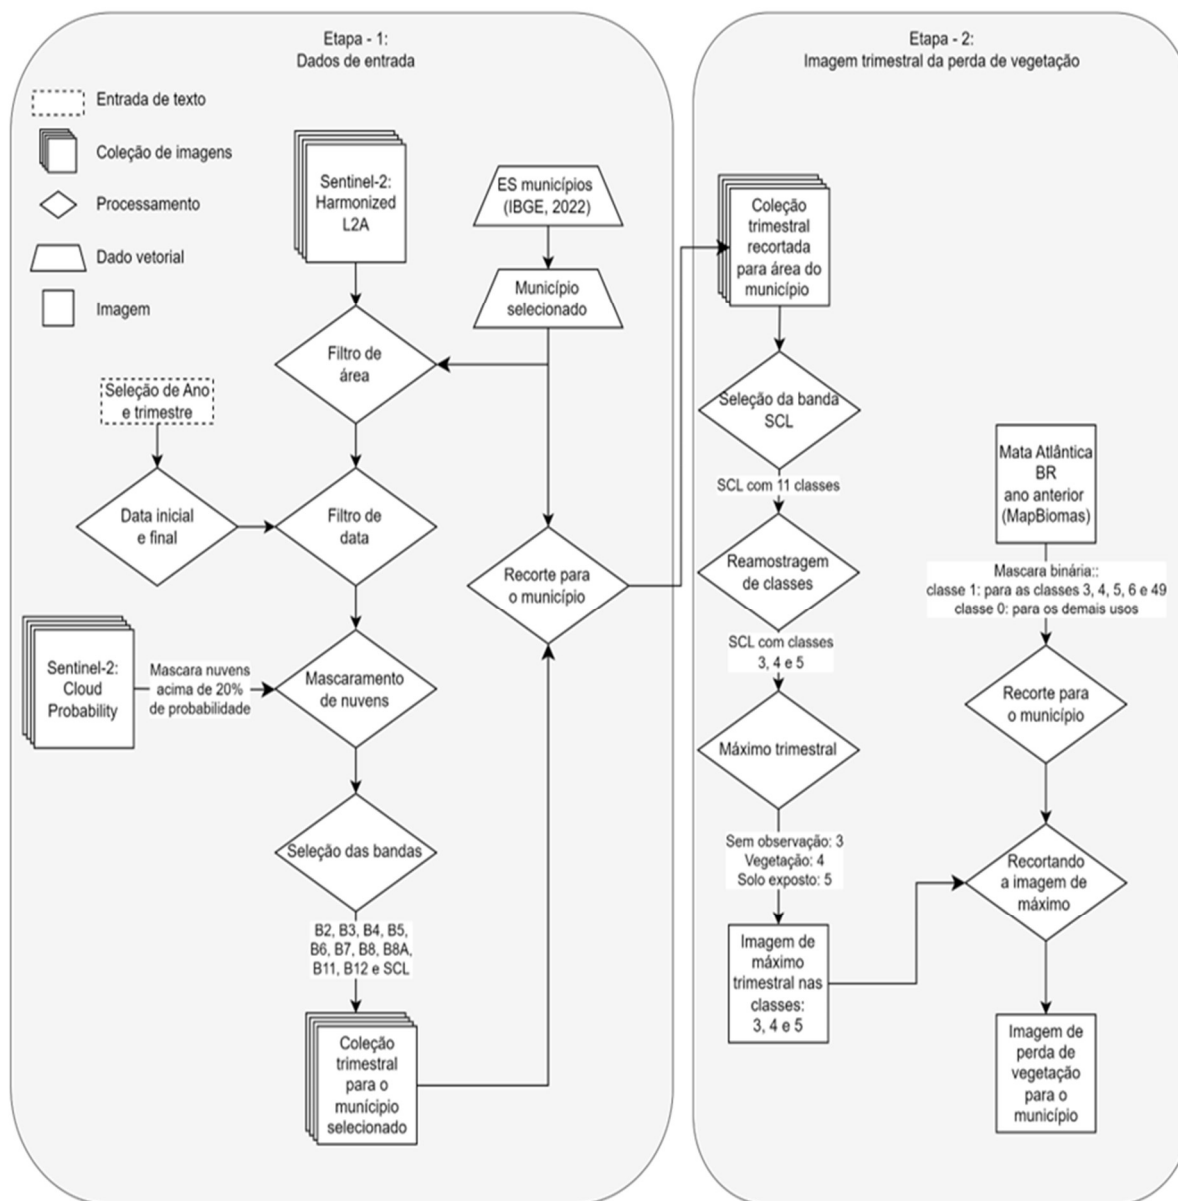 Etapa - 1:
Dados de entrada
Entrada de texto
Coleção de imagens
Processamento
Dado vetorial
Imagem
Sentinel-2:
Harmonized
L2A
ES municípios
(IBGE, 2022)
Município
selecionado
Filtro de
área
Seleção de Ano
e trimestre
Data inicial
e final
Filtro de
data
Recorte para
o município
Sentinel-2:
Cloud
Probability
Mascara nuvens
acima de 20%
de probabilidade
Mascaramento
de nuvens
Seleção das bandas
B2, B3, B4, B5,
B6, B7, B8, B8A,
B11, B12 e SCL
Coleção
trimestral
para o
munícipio
selecionado
Etapa - 2:
Imagem trimestral da perda de vegetação
Coleção
trimestral
recortada
para área do
município
Seleção da banda
SCL
SCL com 11 classes
Reamostragem
de classes
SCL com classes
3, 4 e 5
Máximo trimestral
Sem observação: 3
Vegetação: 4
Solo exposto: 5
Imagem de
máximo
trimestral nas
classes:
3, 4 e 5
Mata Atlântica
BR
ano anterior
(MapBiomas)
Mascara binária::
classe 1: para as classes 3, 4, 5, 6 e 49
classe 0: para os demais usos
Recorte para
o município
Recortando
a imagem de
máximo
Imagem de
perda de
vegetação
para o
município